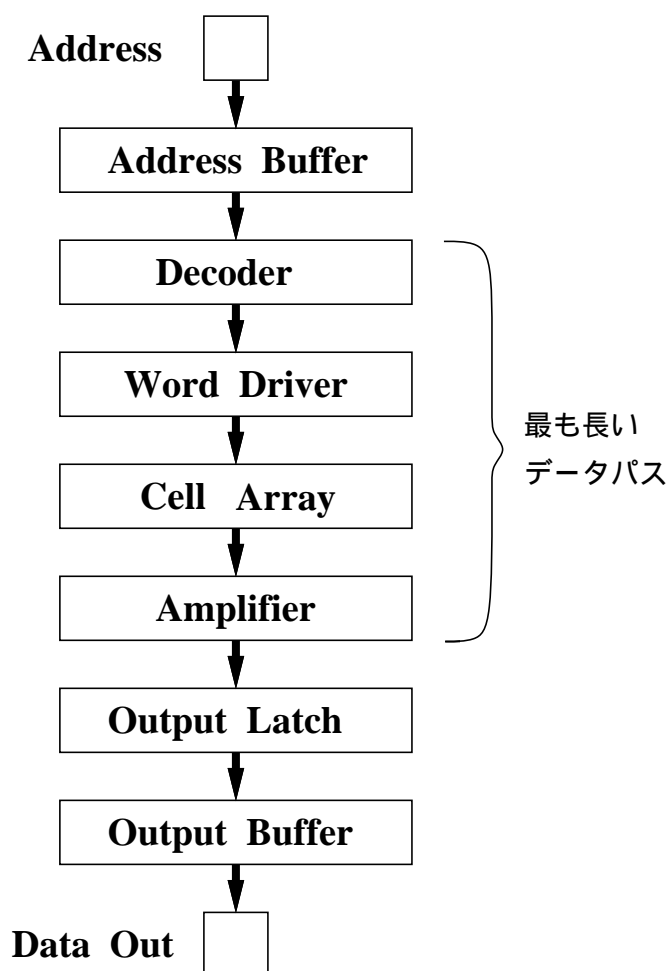 Address
Address Buffer
Decoder
Word Driver
Cell Array
Amplifier
最も長い
データパス
Output Latch
Output Buffer
Data Out